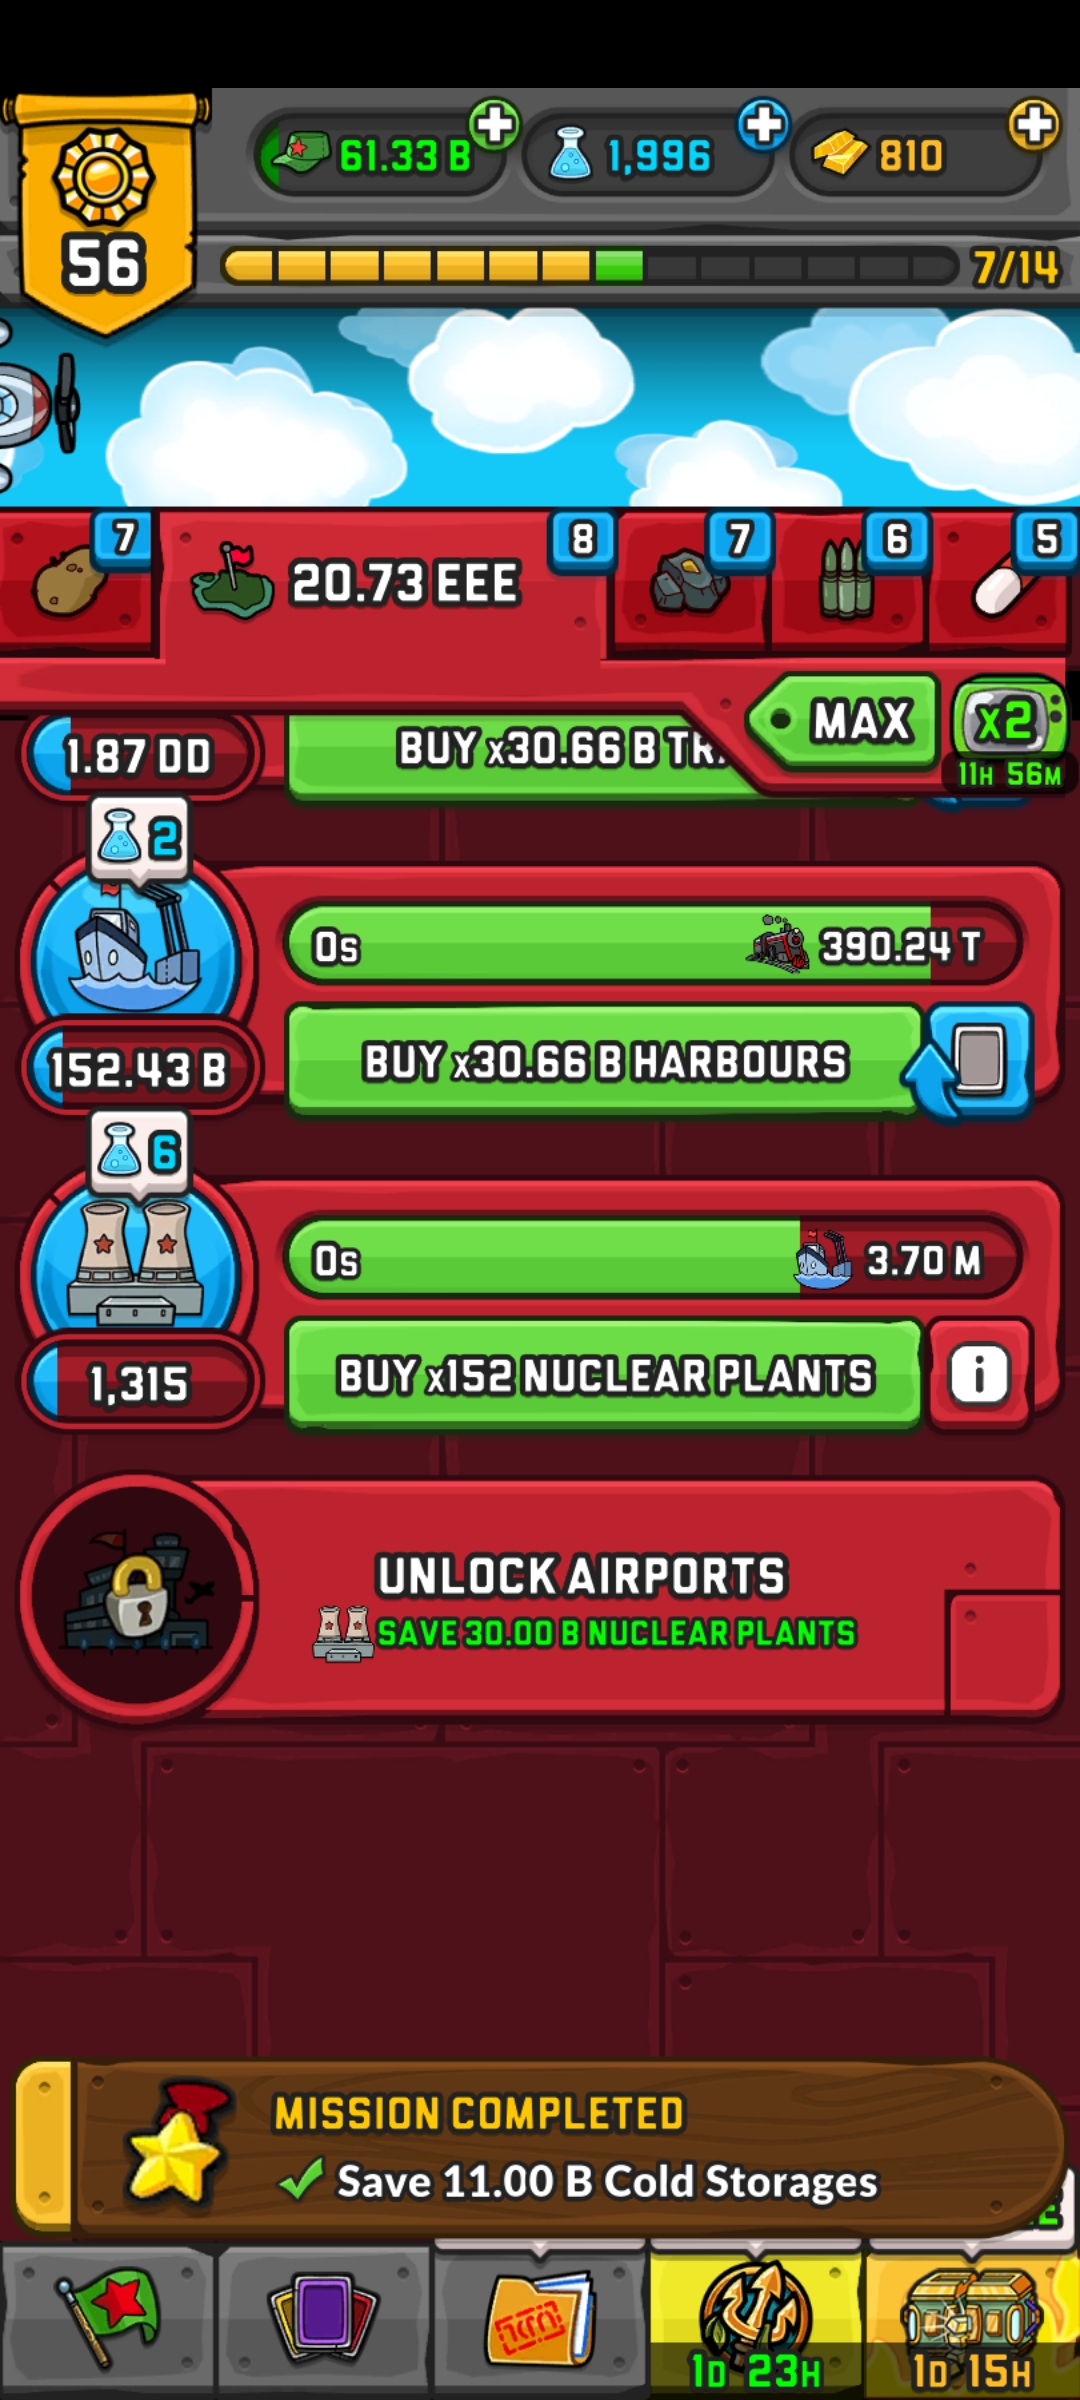 61.33 B
1,996
810
56
7/14
7
20.73 EEE
8
7
6
5
MAX
x2
11H 56M
1.87 DD
BUY x30.66 B
2
0s
390.24 T
152.43 B
BUY x30.66 B HARBOURS
6
0s
3.70 M
1,315
BUY x152 NUCLEAR PLANTS
i
UNLOCK AIRPORTS
SAVE 30.00 B NUCLEAR PLANTS
MISSION COMPLETED
Save 11.00 B Cold Storages
1D 23H
1D 15H